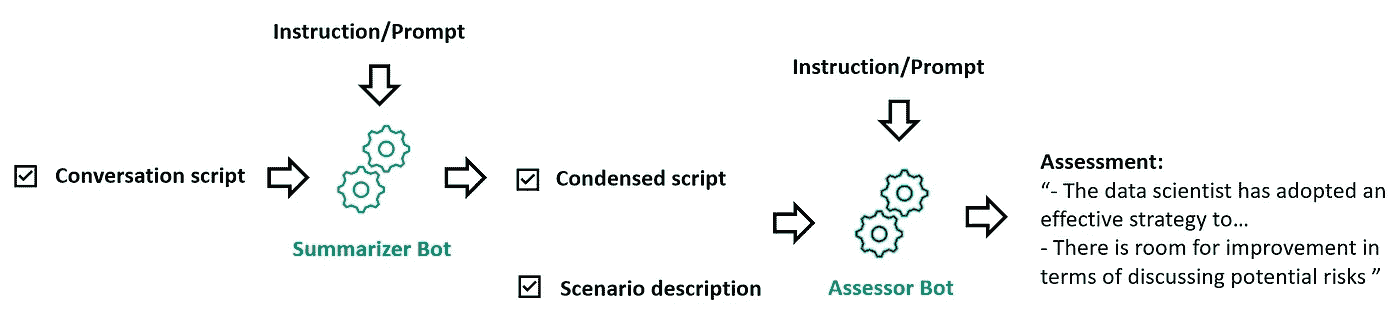 Instruction/Prompt
Conversation script
Summarizer Bot
Condensed script
Scenario description
Instruction/Prompt
Assessor Bot
Assessment:
“- The data scientist has adopted an
effective strategy to…
- There is room for improvement in
terms of discussing potential risks ”